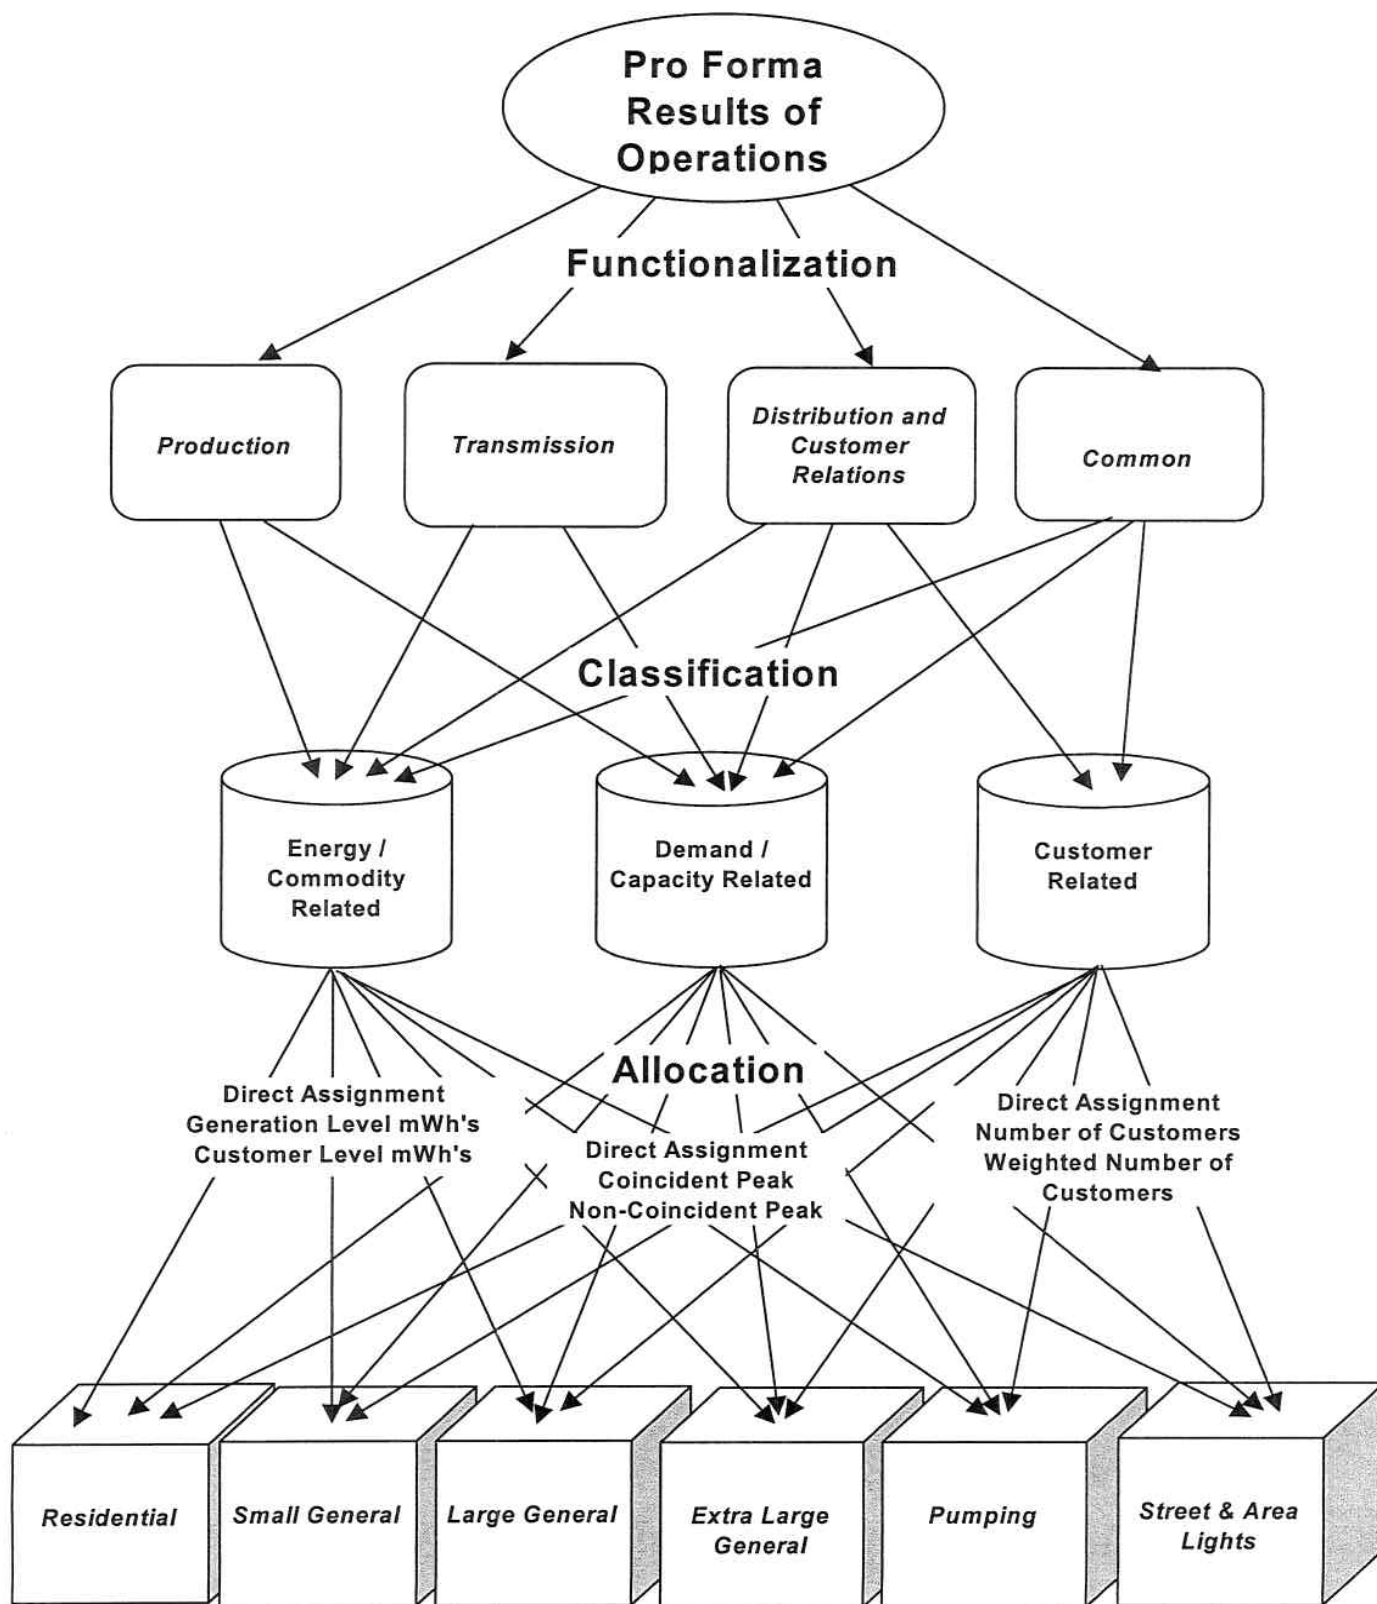 Pro Forma
Results of
Operations
Functionalization
Production
Transmission
Distribution and
Customer
Relations
Common
Classification
Energy /
Commodity
Related
Demand /
Capacity Related
Customer
Related
Allocation
Direct Assignment
Generation Level mWh's
Customer Level mWh's
Direct Assignment
Coincident Peak
Non-Coincident Peak
Direct Assignment
Number of Customers
Weighted Number of
Customers
Residential
Small General
Large General
Extra Large
General
Pumping
Street & Area
Lights